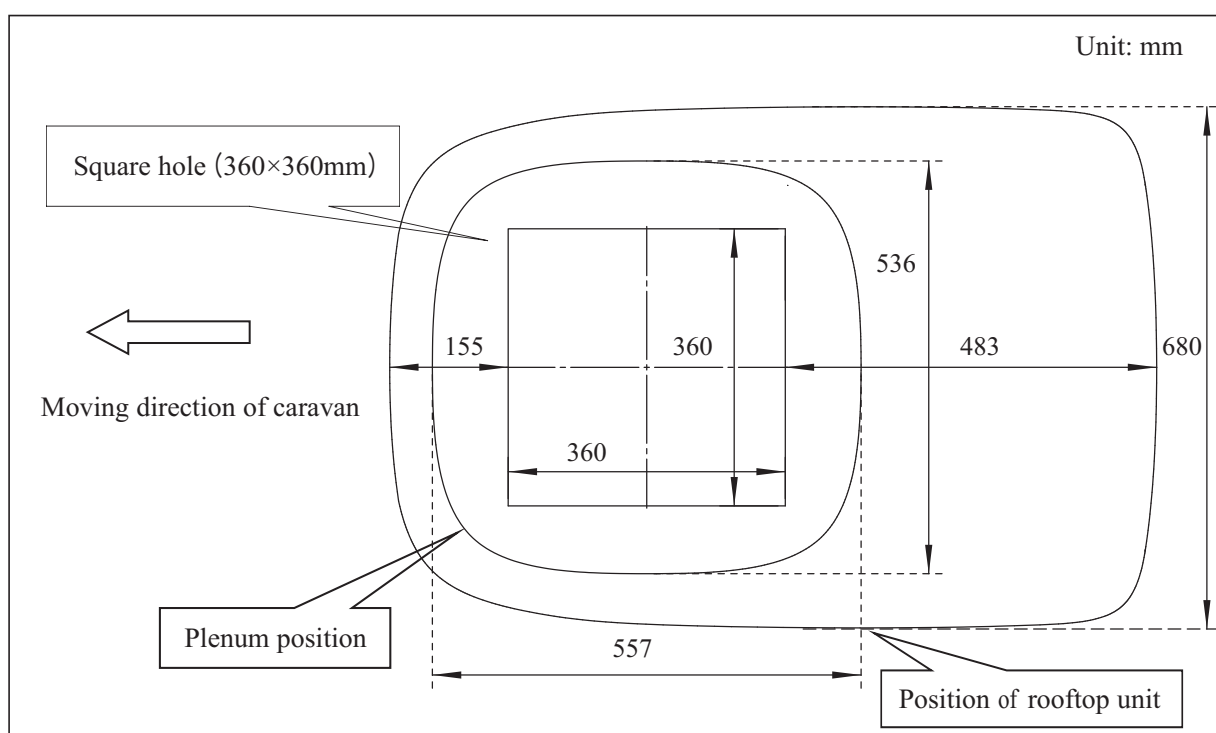 Unit: mm
Square hole (360×360mm)
536
155
360
483
680
Moving direction of caravan
360
Plenum position
557
Position of rooftop unit